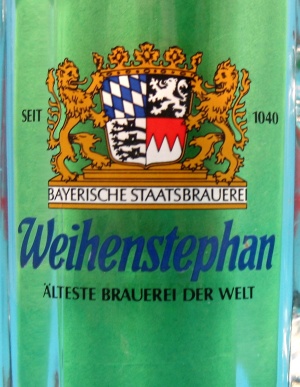 SEIT 1040
BAYERISCHE STAATSBRAUEREI
Weihenstephan
ÄLTESTE BRAUEREI DER WELT